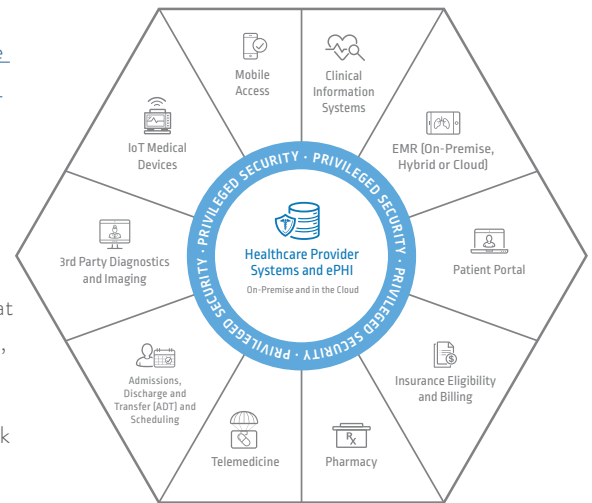 e
Mobile
Access
Clinical
Information
Systems
IoT Medical
Devices
EMR (On-Premise,
Hybrid or Cloud)
PRIVILEGED SECURITY · PRIVILEGED SECURITY · PRIVILEGED SECURITY · PRIVILEGED SECURITY ·
Healthcare Provider
Systems and ePHI
On-Premise and in the Cloud
3rd Party Diagnostics
and Imaging
Patient Portal
at
,
Admissions,
Discharge and
Transfer (ADT) and
Scheduling
Insurance Eligibility
and Billing
k
Telemedicine
RX
Pharmacy